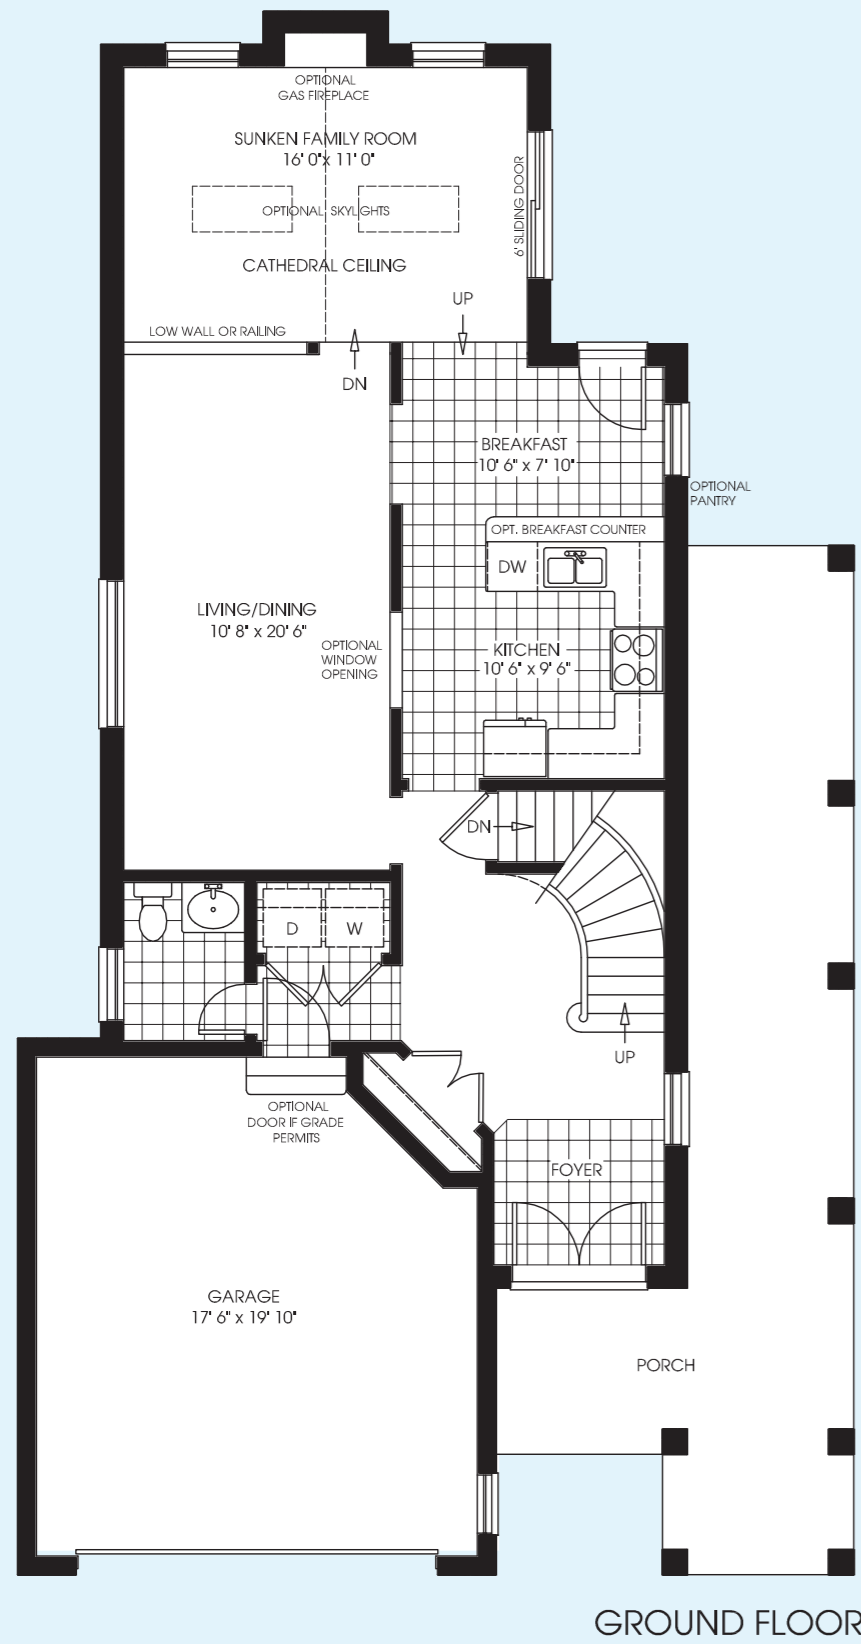 OPTIONAL
GAS FIREPLACE
SUNKEN FAMILY ROOM
16' 0"x 11' 0"
OPTIONAL SKYLIGHTS
6' SLIDING DOOR
CATHEDRAL CEILING
UP
LOW WALL OR RAILING
DN
BREAKFAST
10' 6" x 7' 10"
OPTIONAL
PANTRY
OPT. BREAKFAST COUNTER
DW
LIVING/DINING
10' 8" x 20' 6"
OPTIONAL
WINDOW
OPENING
KITCHEN
10' 6" x 9' 6"
DN
D
W
UP
OPTIONAL
DOOR IF GRADE
PERMITS
FOYER
GARAGE
17' 6" x 19' 10"
PORCH
GROUND FLOOR